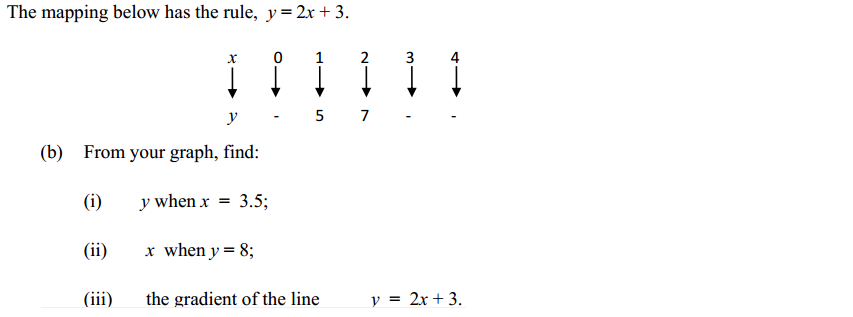 The mapping below has the rule, y = 2x + 3.
x 0 1 2 3 4
y - 5 7 - -
(b) From your graph, find:
(i) y when x = 3.5;
(ii) x when y = 8;
(iii) the gradient of the line y = 2x + 3.